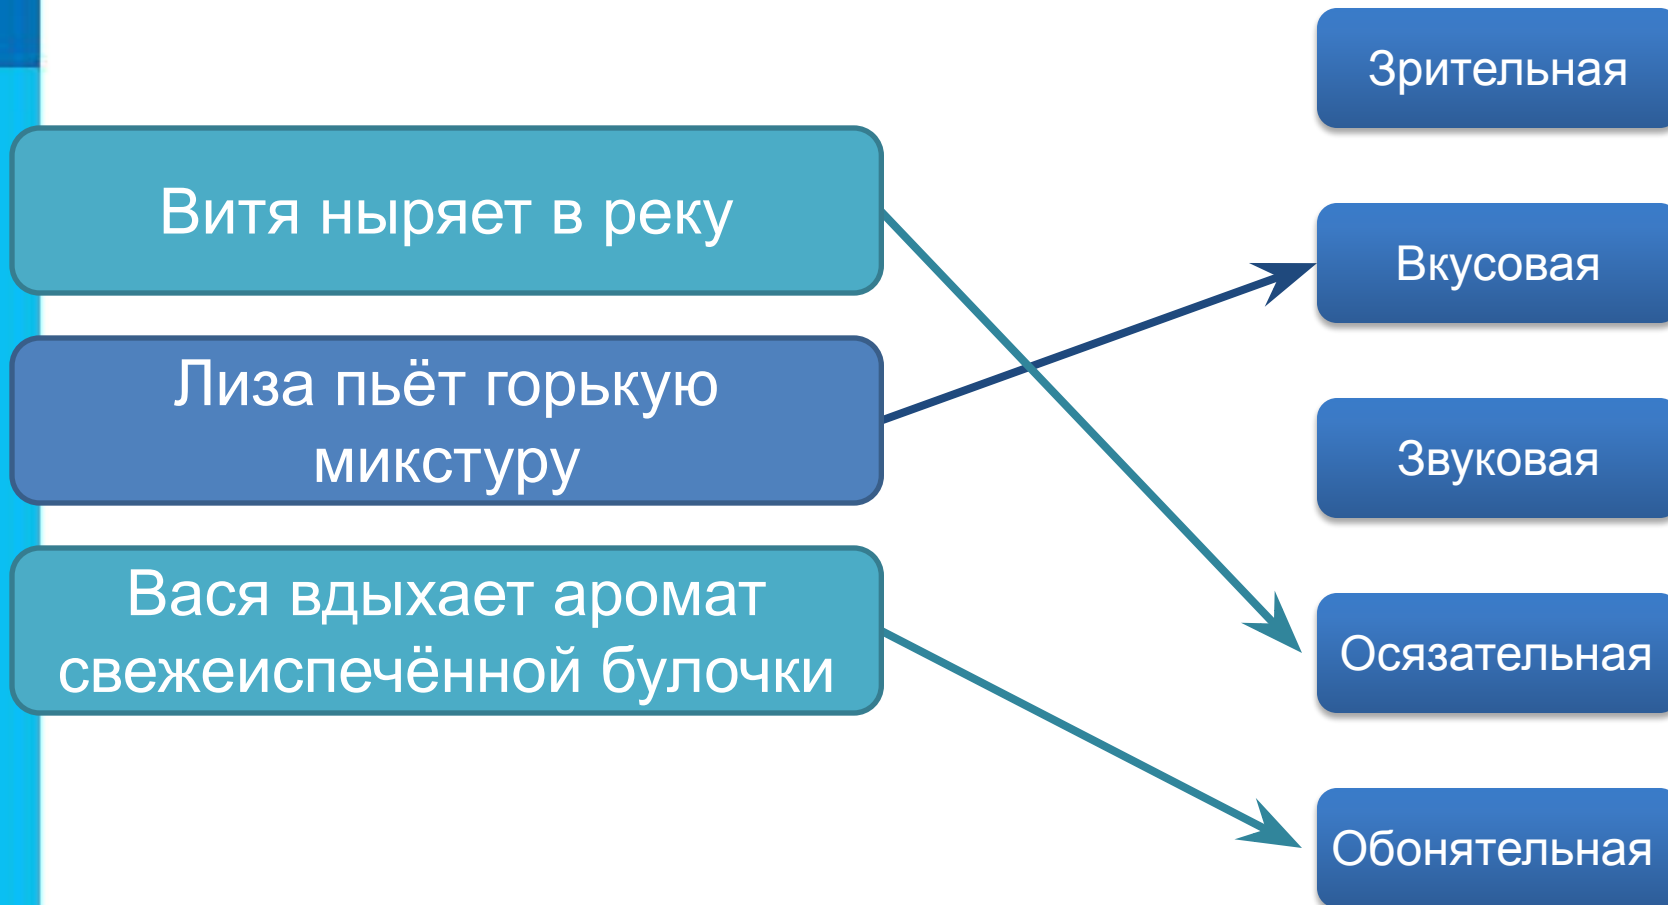 Витя ныряет в реку
Лиза пьёт горькую
микстуру
Вася вдыхает аромат
свежеиспечённой булочки
Зрительная
Вкусовая
Звуковая
Осязательная
Обонятельная